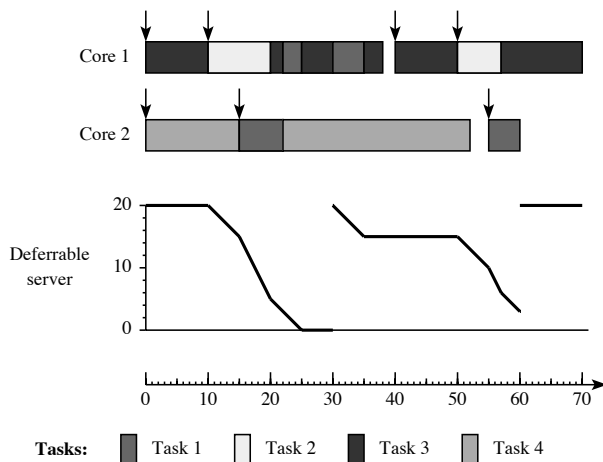 Core 1
Core 2
20
Deferrable
10
server
0
0 10 20 30 40 50 60 70
Tasks: Task 1 Task 2 Task 3 Task 4